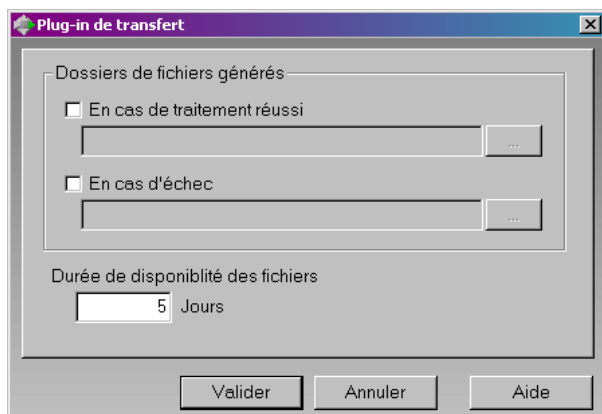 Plug-in de transfert
Dossiers de fichiers générés
En cas de traitement réussi
...
En cas d'échec
...
Durée de disponiblité des fichiers
5 Jours
Valider Annuler Aide